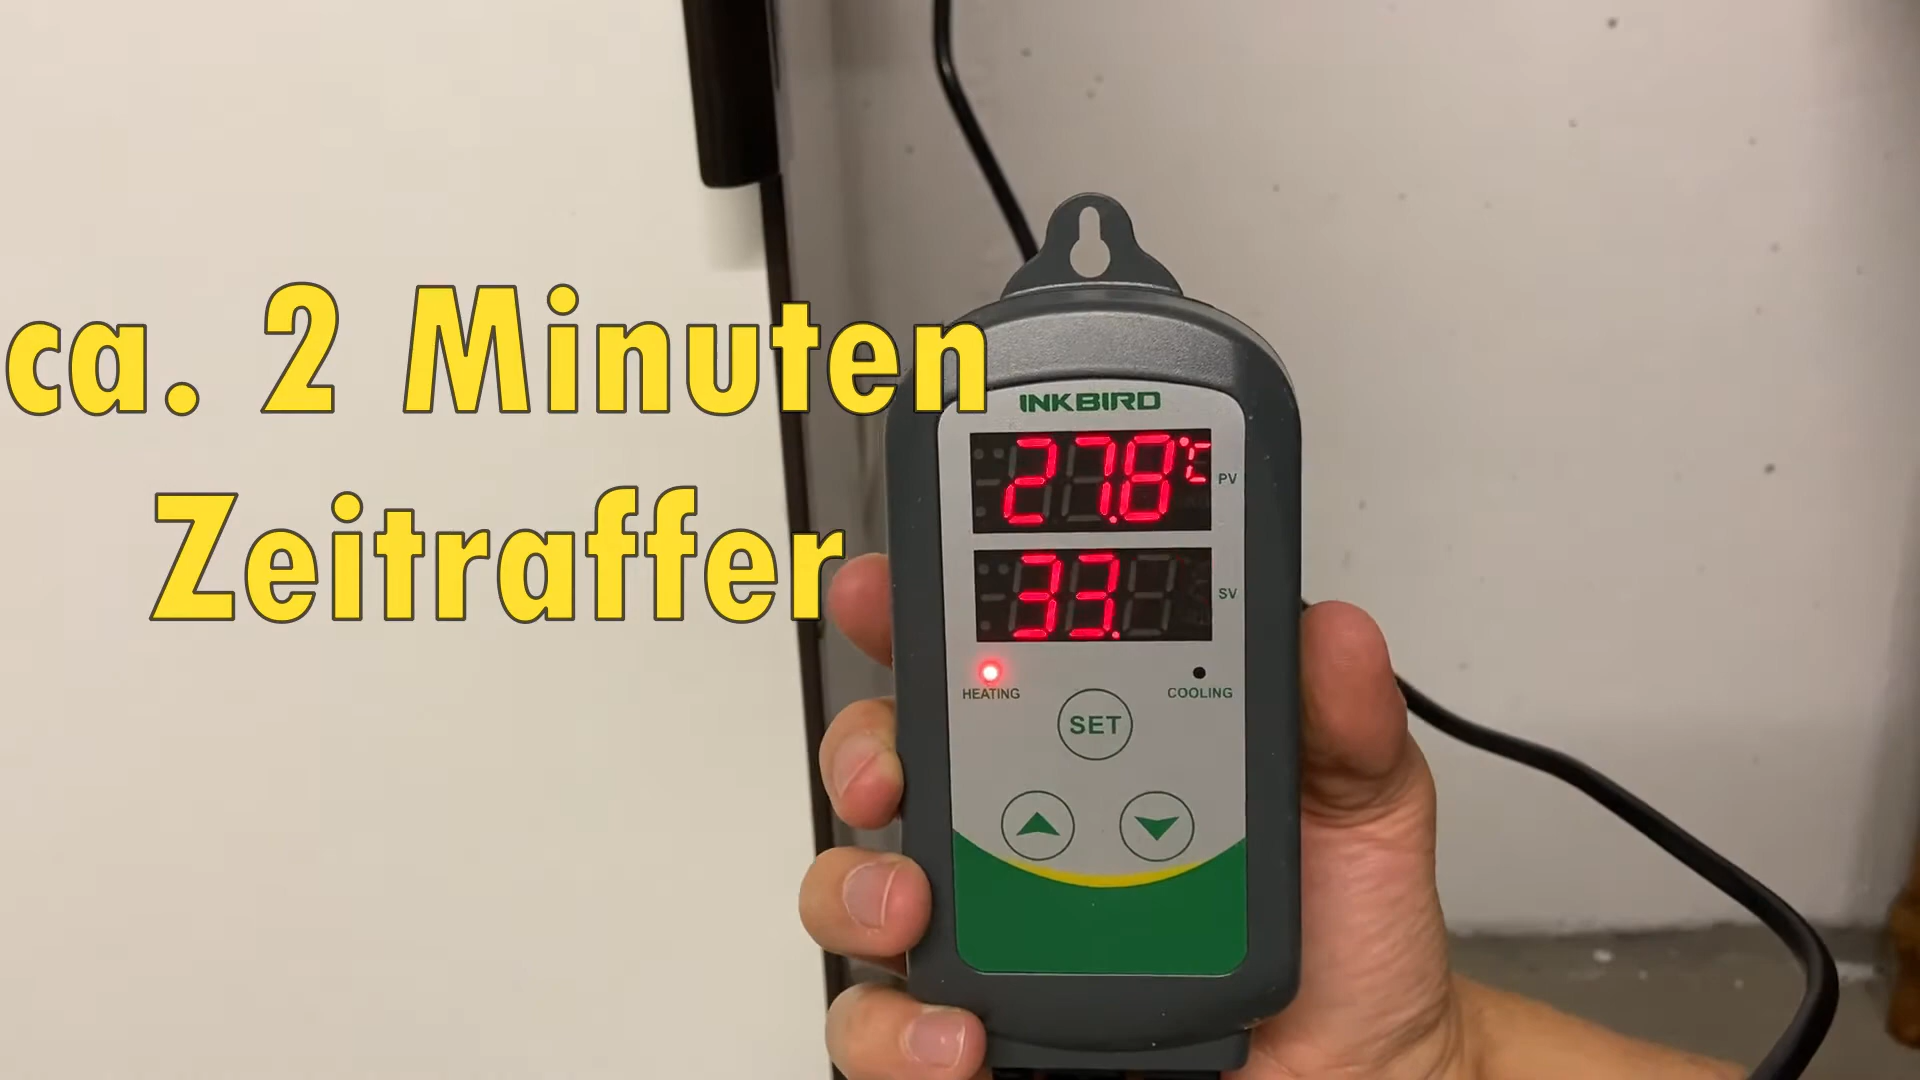 ca. 2 Minuten
Zeitraffer
INKBIRD
27.8°C
PV
33.
SV
HEATING
COOLING
SET